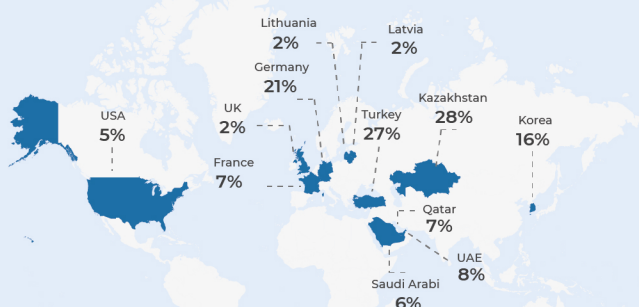 Lithuania
2%
Latvia
2%
Germany
21%
UK
2%
USA
5%
Turkey
27%
Kazakhstan
28%
Korea
16%
France
7%
Qatar
7%
UAE
8%
Saudi Arabi
6%